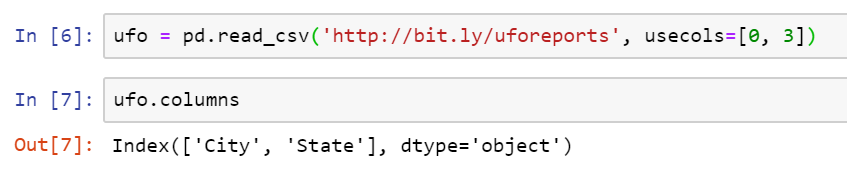 In [6]: ufo = pd.read_csv('http://bit.ly/uforeports', usecols=[0, 3])
In [7]: ufo.columns
Out[7]: Index(['City', 'State'], dtype='object')